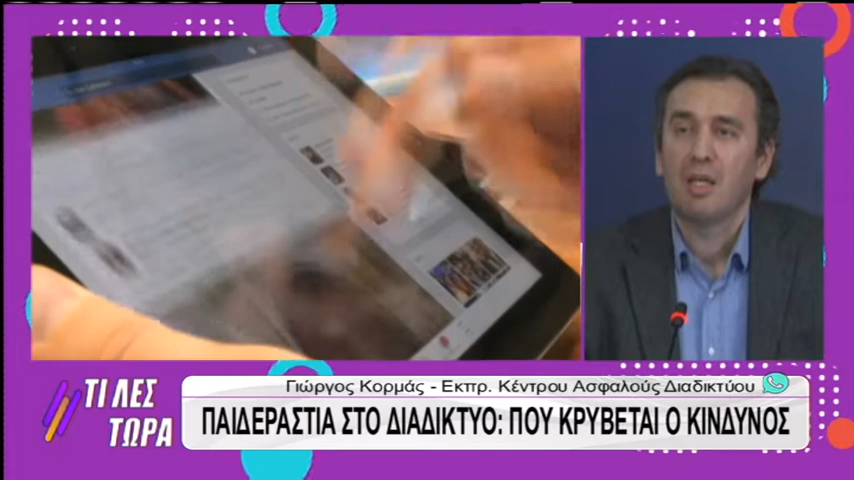 Γιώργος Κορμάς - Εκπρ. Κέντρου Ασφαλούς Διαδικτύου
ΤΙ ΛΕΣ
ΤΩΡΑ
ΠΑΙΔΕΡΑΣΤΙΑ ΣΤΟ ΔΙΑΔΙΚΤΥΟ: ΠΟΥ ΚΡΥΒΕΤΑΙ Ο ΚΙΝΔΥΝΟΣ